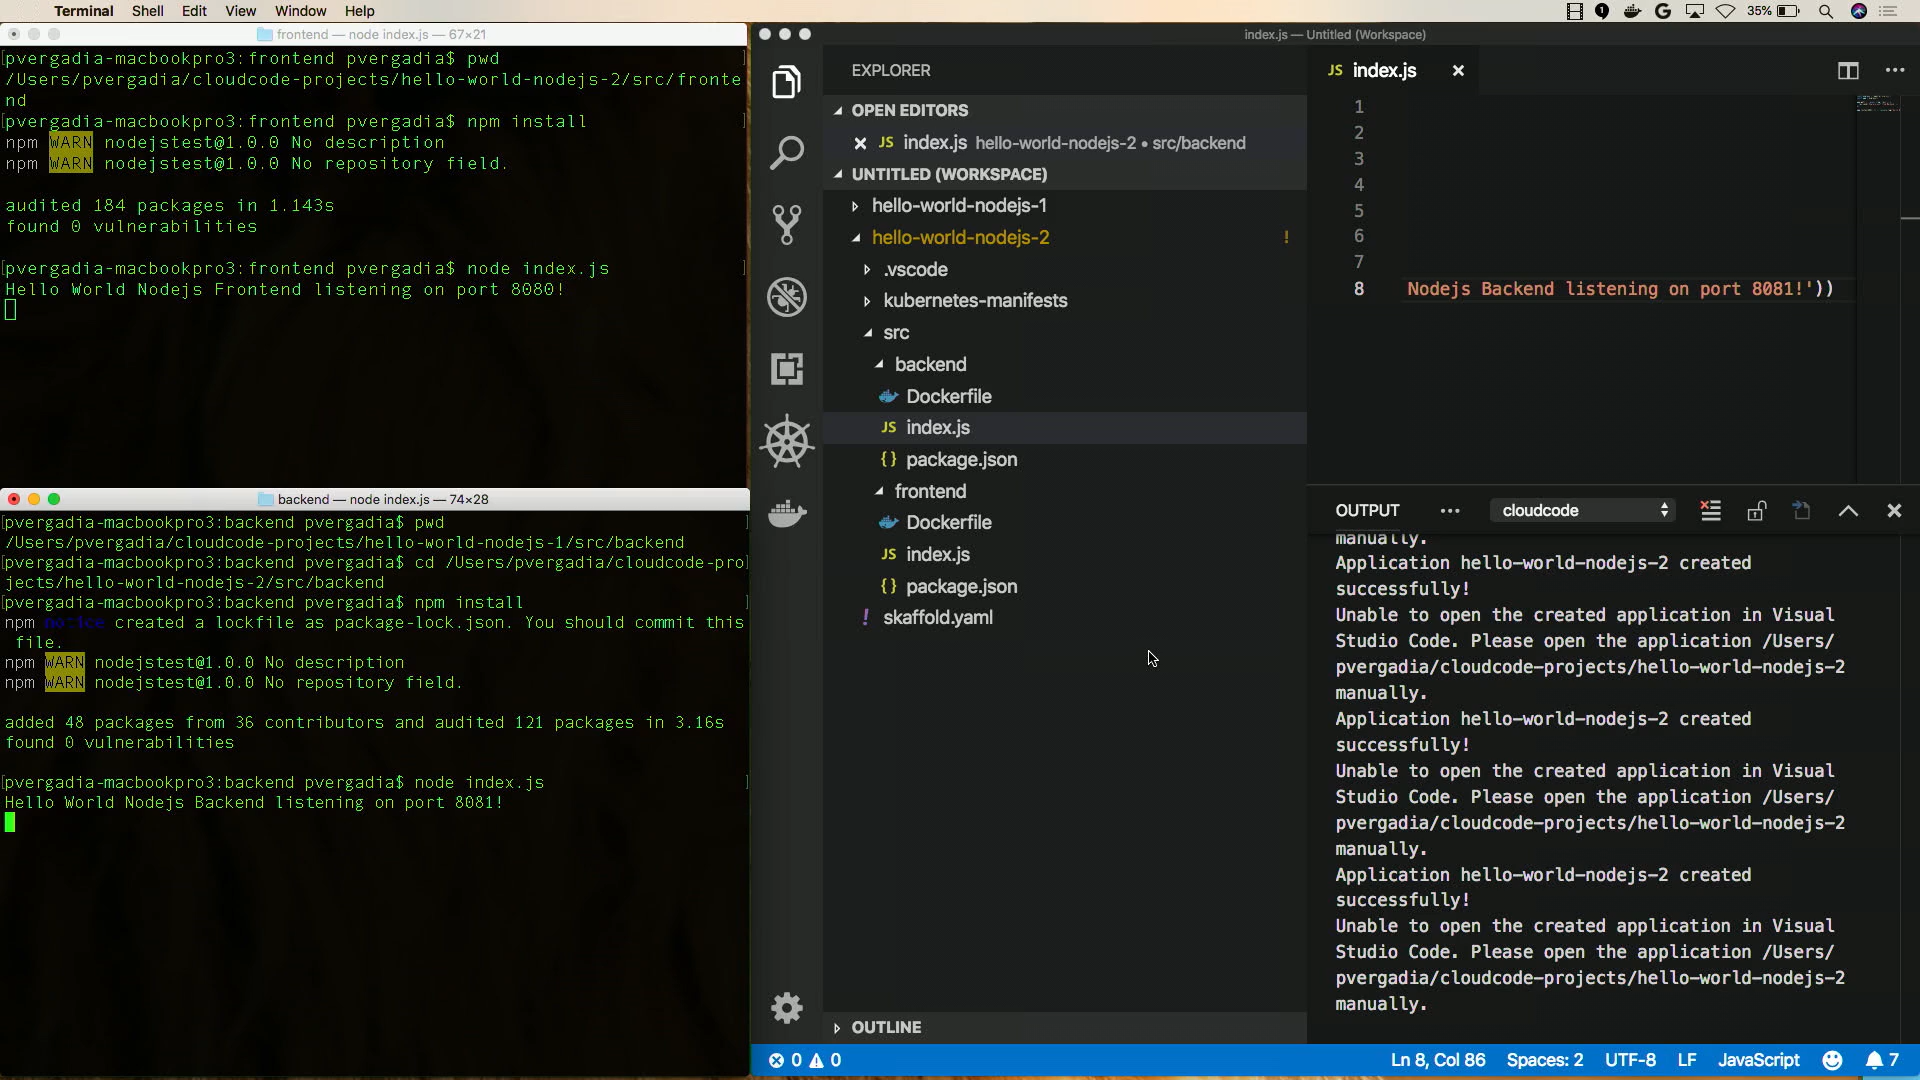 Terminal Shell Edit View Window Help
35%
frontend — node index.js — 67×21
[pvergadia-macbookpro3:frontend pvergadia$ pwd
/Users/pvergadia/cloudcode-projects/hello-world-nodejs-2/src/fronte
nd
[pvergadia-macbookpro3:frontend pvergadia$ npm install ]
npm WARN nodejstest@1.0.0 No description
npm WARN nodejstest@1.0.0 No repository field.
audited 184 packages in 1.143s
found 0 vulnerabilities
[pvergadia-macbookpro3:frontend pvergadia$ node index.js ]
Hello World Nodejs Frontend listening on port 8080!
backend — node index.js — 74×28
[pvergadia-macbookpro3:backend pvergadia$ pwd ]
/Users/pvergadia/cloudcode-projects/hello-world-nodejs-1/src/backend
[pvergadia-macbookpro3:backend pvergadia$ cd /Users/pvergadia/cloudcode-pro]
jects/hello-world-nodejs-2/src/backend
[pvergadia-macbookpro3:backend pvergadia$ npm install ]
npm notice created a lockfile as package-lock.json. You should commit this
file.
npm WARN nodejstest@1.0.0 No description
npm WARN nodejstest@1.0.0 No repository field.
added 48 packages from 36 contributors and audited 121 packages in 3.16s
found 0 vulnerabilities
[pvergadia-macbookpro3:backend pvergadia$ node index.js ]
Hello World Nodejs Backend listening on port 8081!
index.js — Untitled (Workspace)
EXPLORER
OPEN EDITORS
JS index.js hello-world-nodejs-2 • src/backend
UNTITLED (WORKSPACE)
hello-world-nodejs-1
hello-world-nodejs-2 !
.vscode
kubernetes-manifests
src
backend
Dockerfile
JS index.js
{} package.json
frontend
Dockerfile
JS index.js
{} package.json
! skaffold.yaml
OUTLINE
JS index.js
1
2
3
4
5
6
7
8 Nodejs Backend listening on port 8081!'))
OUTPUT cloudcode
manually.
Application hello-world-nodejs-2 created
successfully!
Unable to open the created application in Visual
Studio Code. Please open the application /Users/
pvergadia/cloudcode-projects/hello-world-nodejs-2
manually.
Application hello-world-nodejs-2 created
successfully!
Unable to open the created application in Visual
Studio Code. Please open the application /Users/
pvergadia/cloudcode-projects/hello-world-nodejs-2
manually.
Application hello-world-nodejs-2 created
successfully!
Unable to open the created application in Visual
Studio Code. Please open the application /Users/
pvergadia/cloudcode-projects/hello-world-nodejs-2
manually.
0 0 Ln 8, Col 86 Spaces: 2 UTF-8 LF JavaScript 7